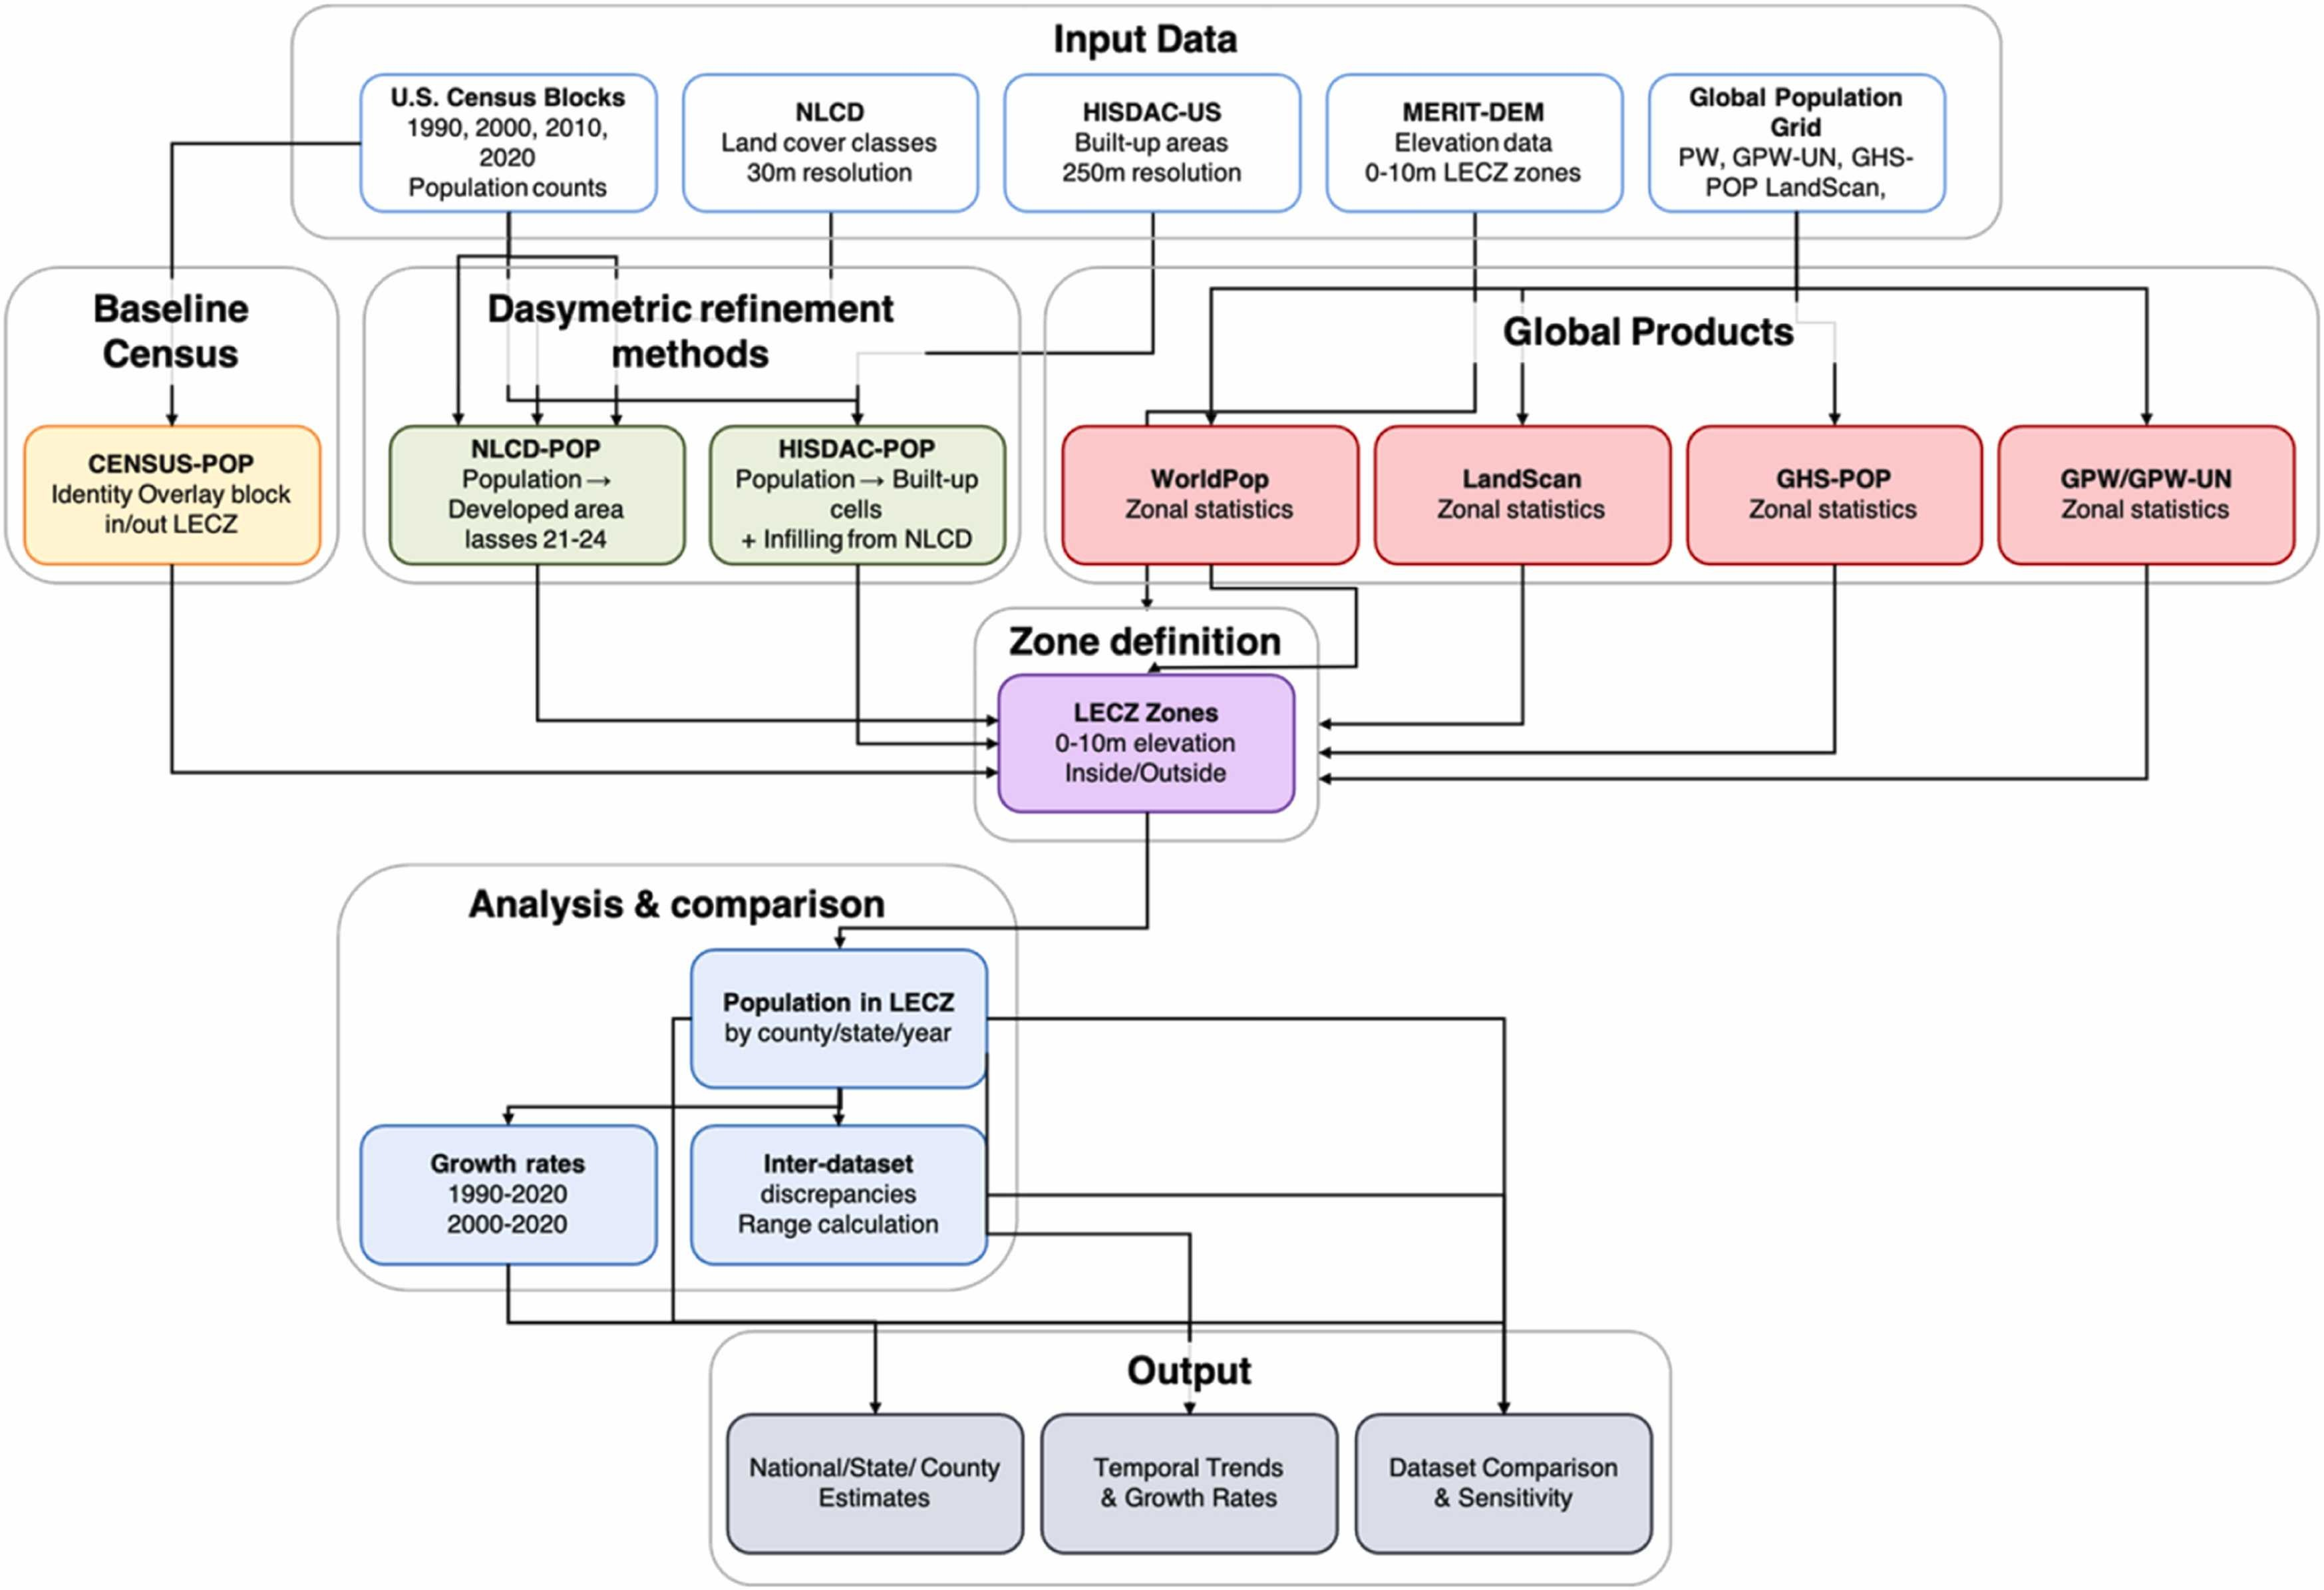 Input Data
U.S. Census Blocks
1990, 2000, 2010,
2020
Population counts
NLCD
Land cover classes
30m resolution
HISDAC-US
Built-up areas
250m resolution
MERIT-DEM
Elevation data
0-10m LECZ zones
Global Population
Grid
PW, GPW-UN, GHS-
POP LandScan,
Baseline
Census
CENSUS-POP
Identity Overlay block
in/out LECZ
Dasymetric refinement
methods
NLCD-POP
Population →
Developed area
lasses 21-24
HISDAC-POP
Population → Built-up
cells
+ Infilling from NLCD
Global Products
WorldPop
Zonal statistics
LandScan
Zonal statistics
GHS-POP
Zonal statistics
GPW/GPW-UN
Zonal statistics
Zone definition
LECZ Zones
0-10m elevation
Inside/Outside
Analysis & comparison
Population in LECZ
by county/state/year
Growth rates
1990-2020
2000-2020
Inter-dataset
discrepancies
Range calculation
Output
National/State/ County
Estimates
Temporal Trends
& Growth Rates
Dataset Comparison
& Sensitivity